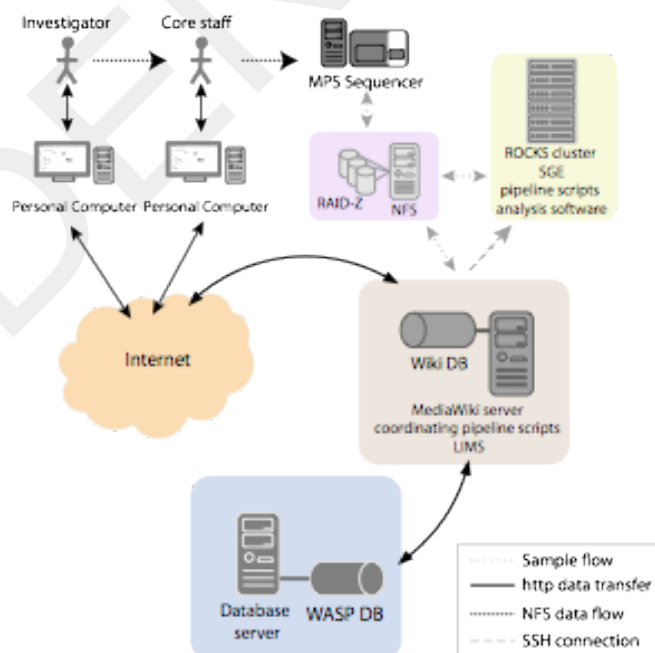 Investigator
Core staff
MPS Sequencer
Personal Computer
Personal Computer
RAID-Z
NFS
ROCKS cluster
SGE
pipeline scripts
analysis software
Internet
Wiki DB
MediaWiki server
coordinating pipeline scripts
LIMS
Database
server
WASP DB
Sample flow
http data transfer
NFS data flow
SSH connection